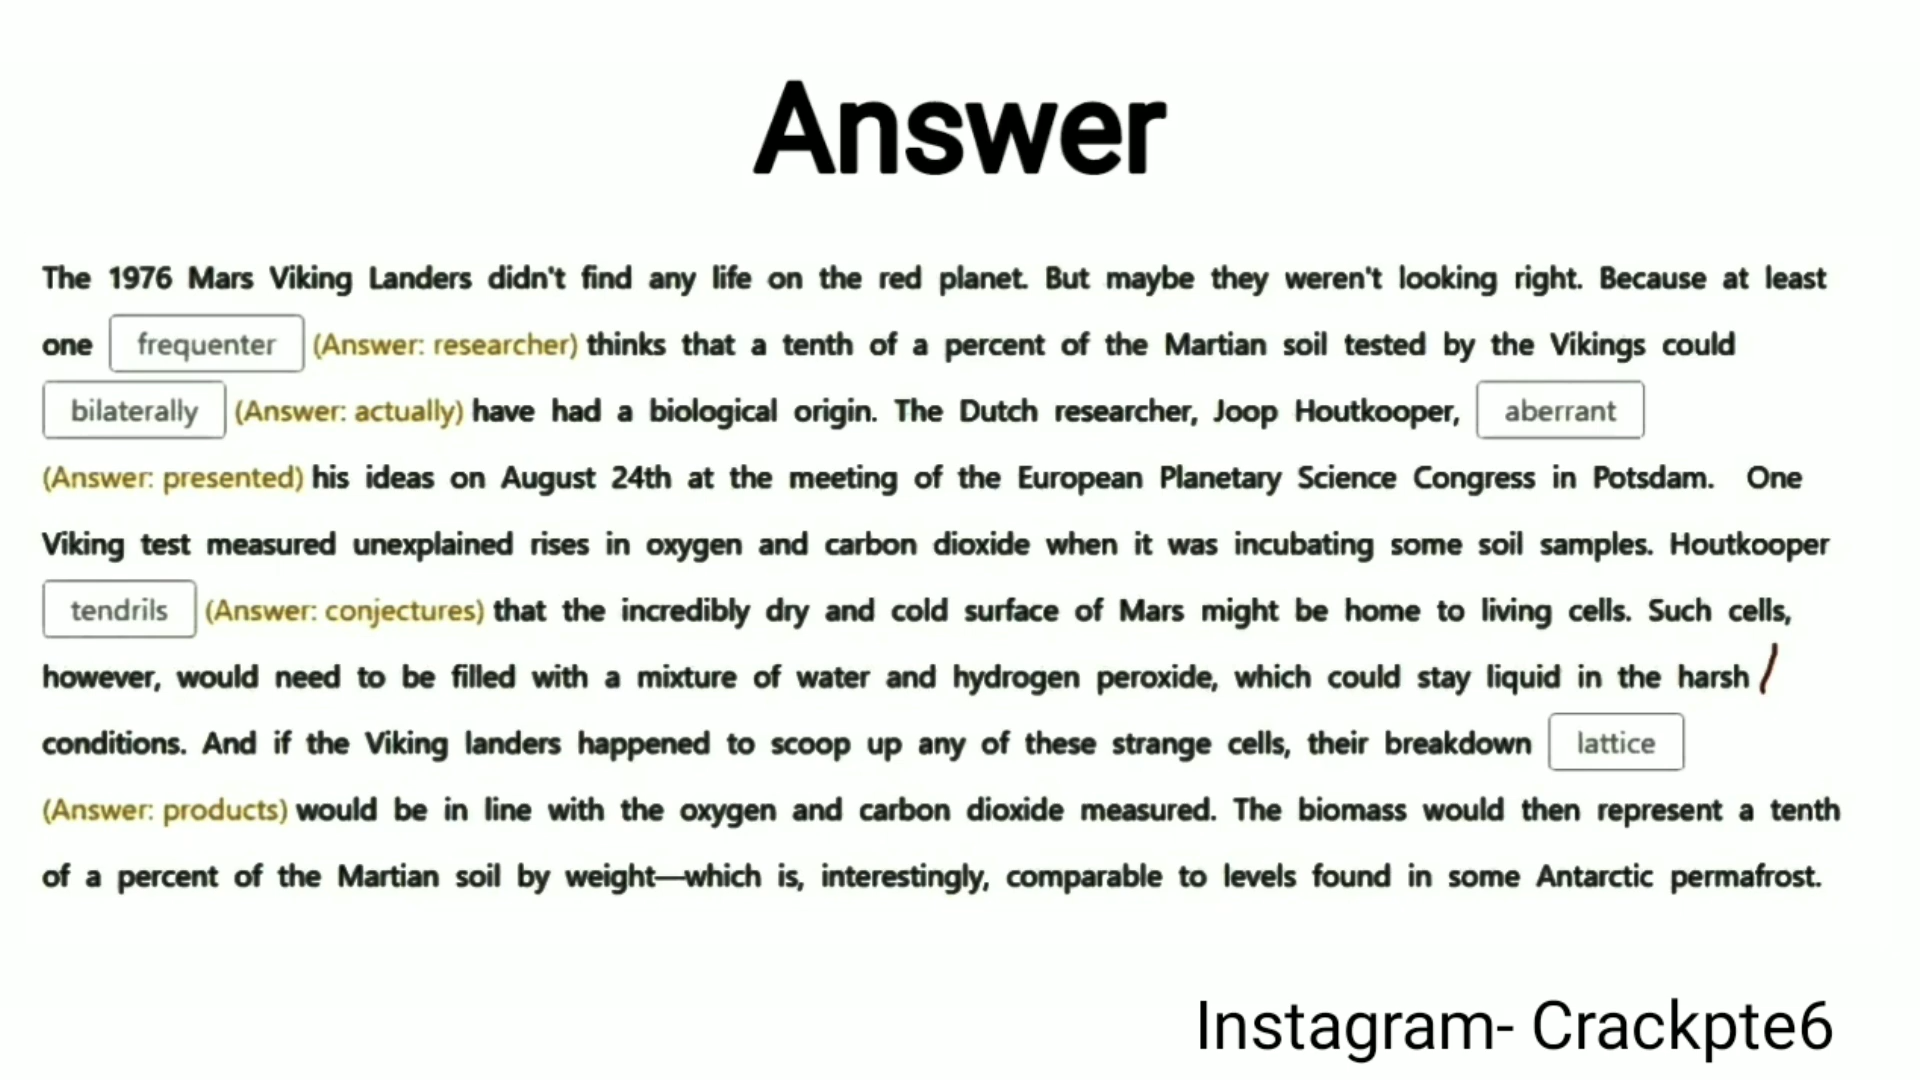 Answer
The 1976 Mars Viking Landers didn't find any life on the red planet. But maybe they weren't looking right. Because at least
one frequenter (Answer: researcher) thinks that a tenth of a percent of the Martian soil tested by the Vikings could
bilaterally (Answer: actually) have had a biological origin. The Dutch researcher, Joop Houtkooper, aberrant
(Answer: presented) his ideas on August 24th at the meeting of the European Planetary Science Congress in Potsdam. One
Viking test measured unexplained rises in oxygen and carbon dioxide when it was incubating some soil samples. Houtkooper
tendrils (Answer: conjectures) that the incredibly dry and cold surface of Mars might be home to living cells. Such cells,
however, would need to be filled with a mixture of water and hydrogen peroxide, which could stay liquid in the harsh
conditions. And if the Viking landers happened to scoop up any of these strange cells, their breakdown lattice
(Answer: products) would be in line with the oxygen and carbon dioxide measured. The biomass would then represent a tenth
of a percent of the Martian soil by weight—which is, interestingly, comparable to levels found in some Antarctic permafrost.
Instagram- Crackpte6